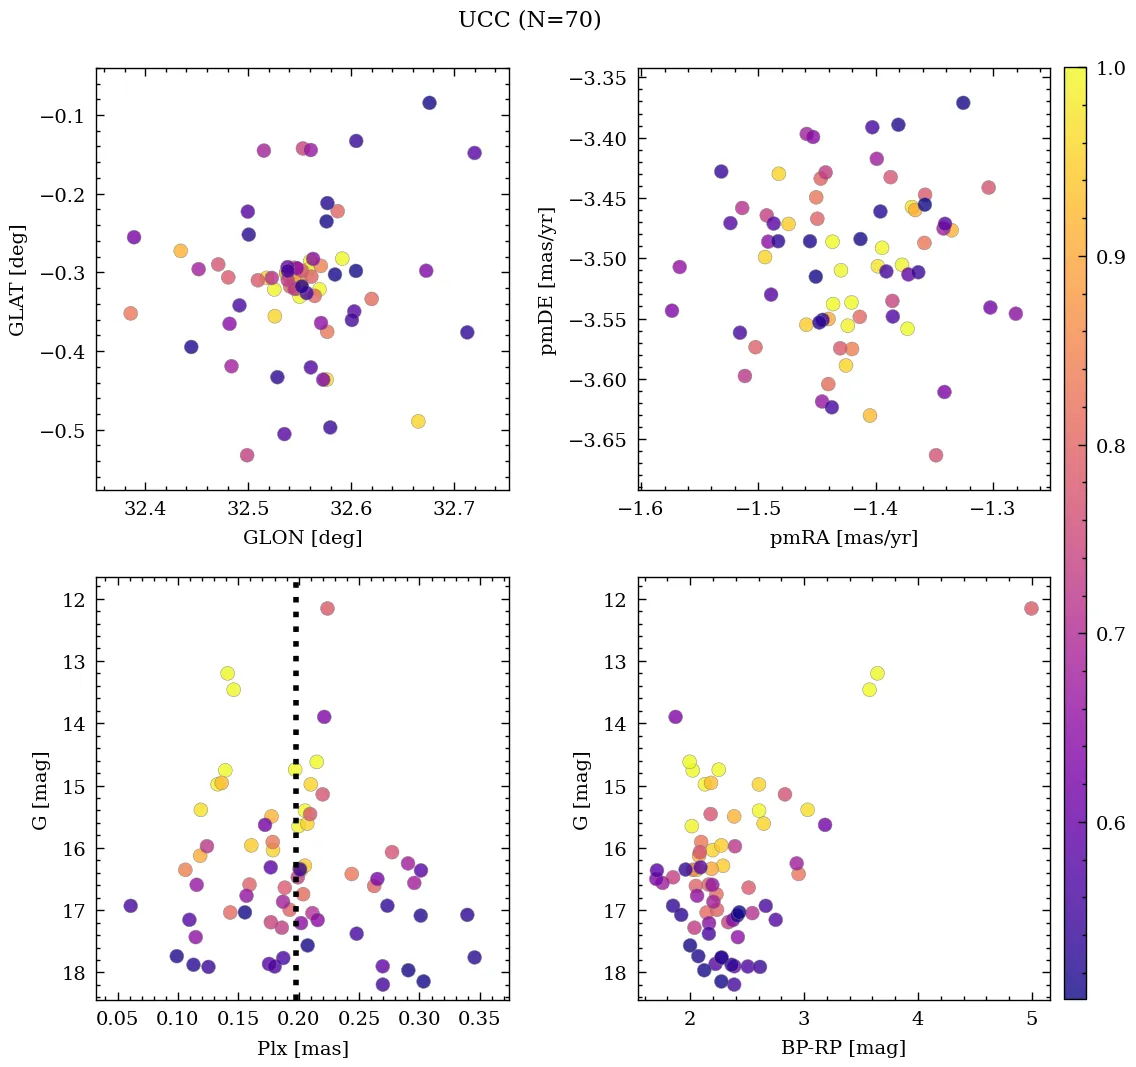 UCC (N=70)
−0.1
−0.2
−0.3
−0.4
−0.5
GLAT [deg]
32.4 32.5 32.6 32.7
GLON [deg]
−3.35
−3.40
−3.45
−3.50
−3.55
−3.60
−3.65
pmDE [mas/yr]
−1.6 −1.5 −1.4 −1.3
pmRA [mas/yr]
12
13
14
15
16
17
18
G [mag]
0.05 0.10 0.15 0.20 0.25 0.30 0.35
Plx [mas]
12
13
14
15
16
17
18
G [mag]
2 3 4 5
BP-RP [mag]
1.0
0.9
0.8
0.7
0.6